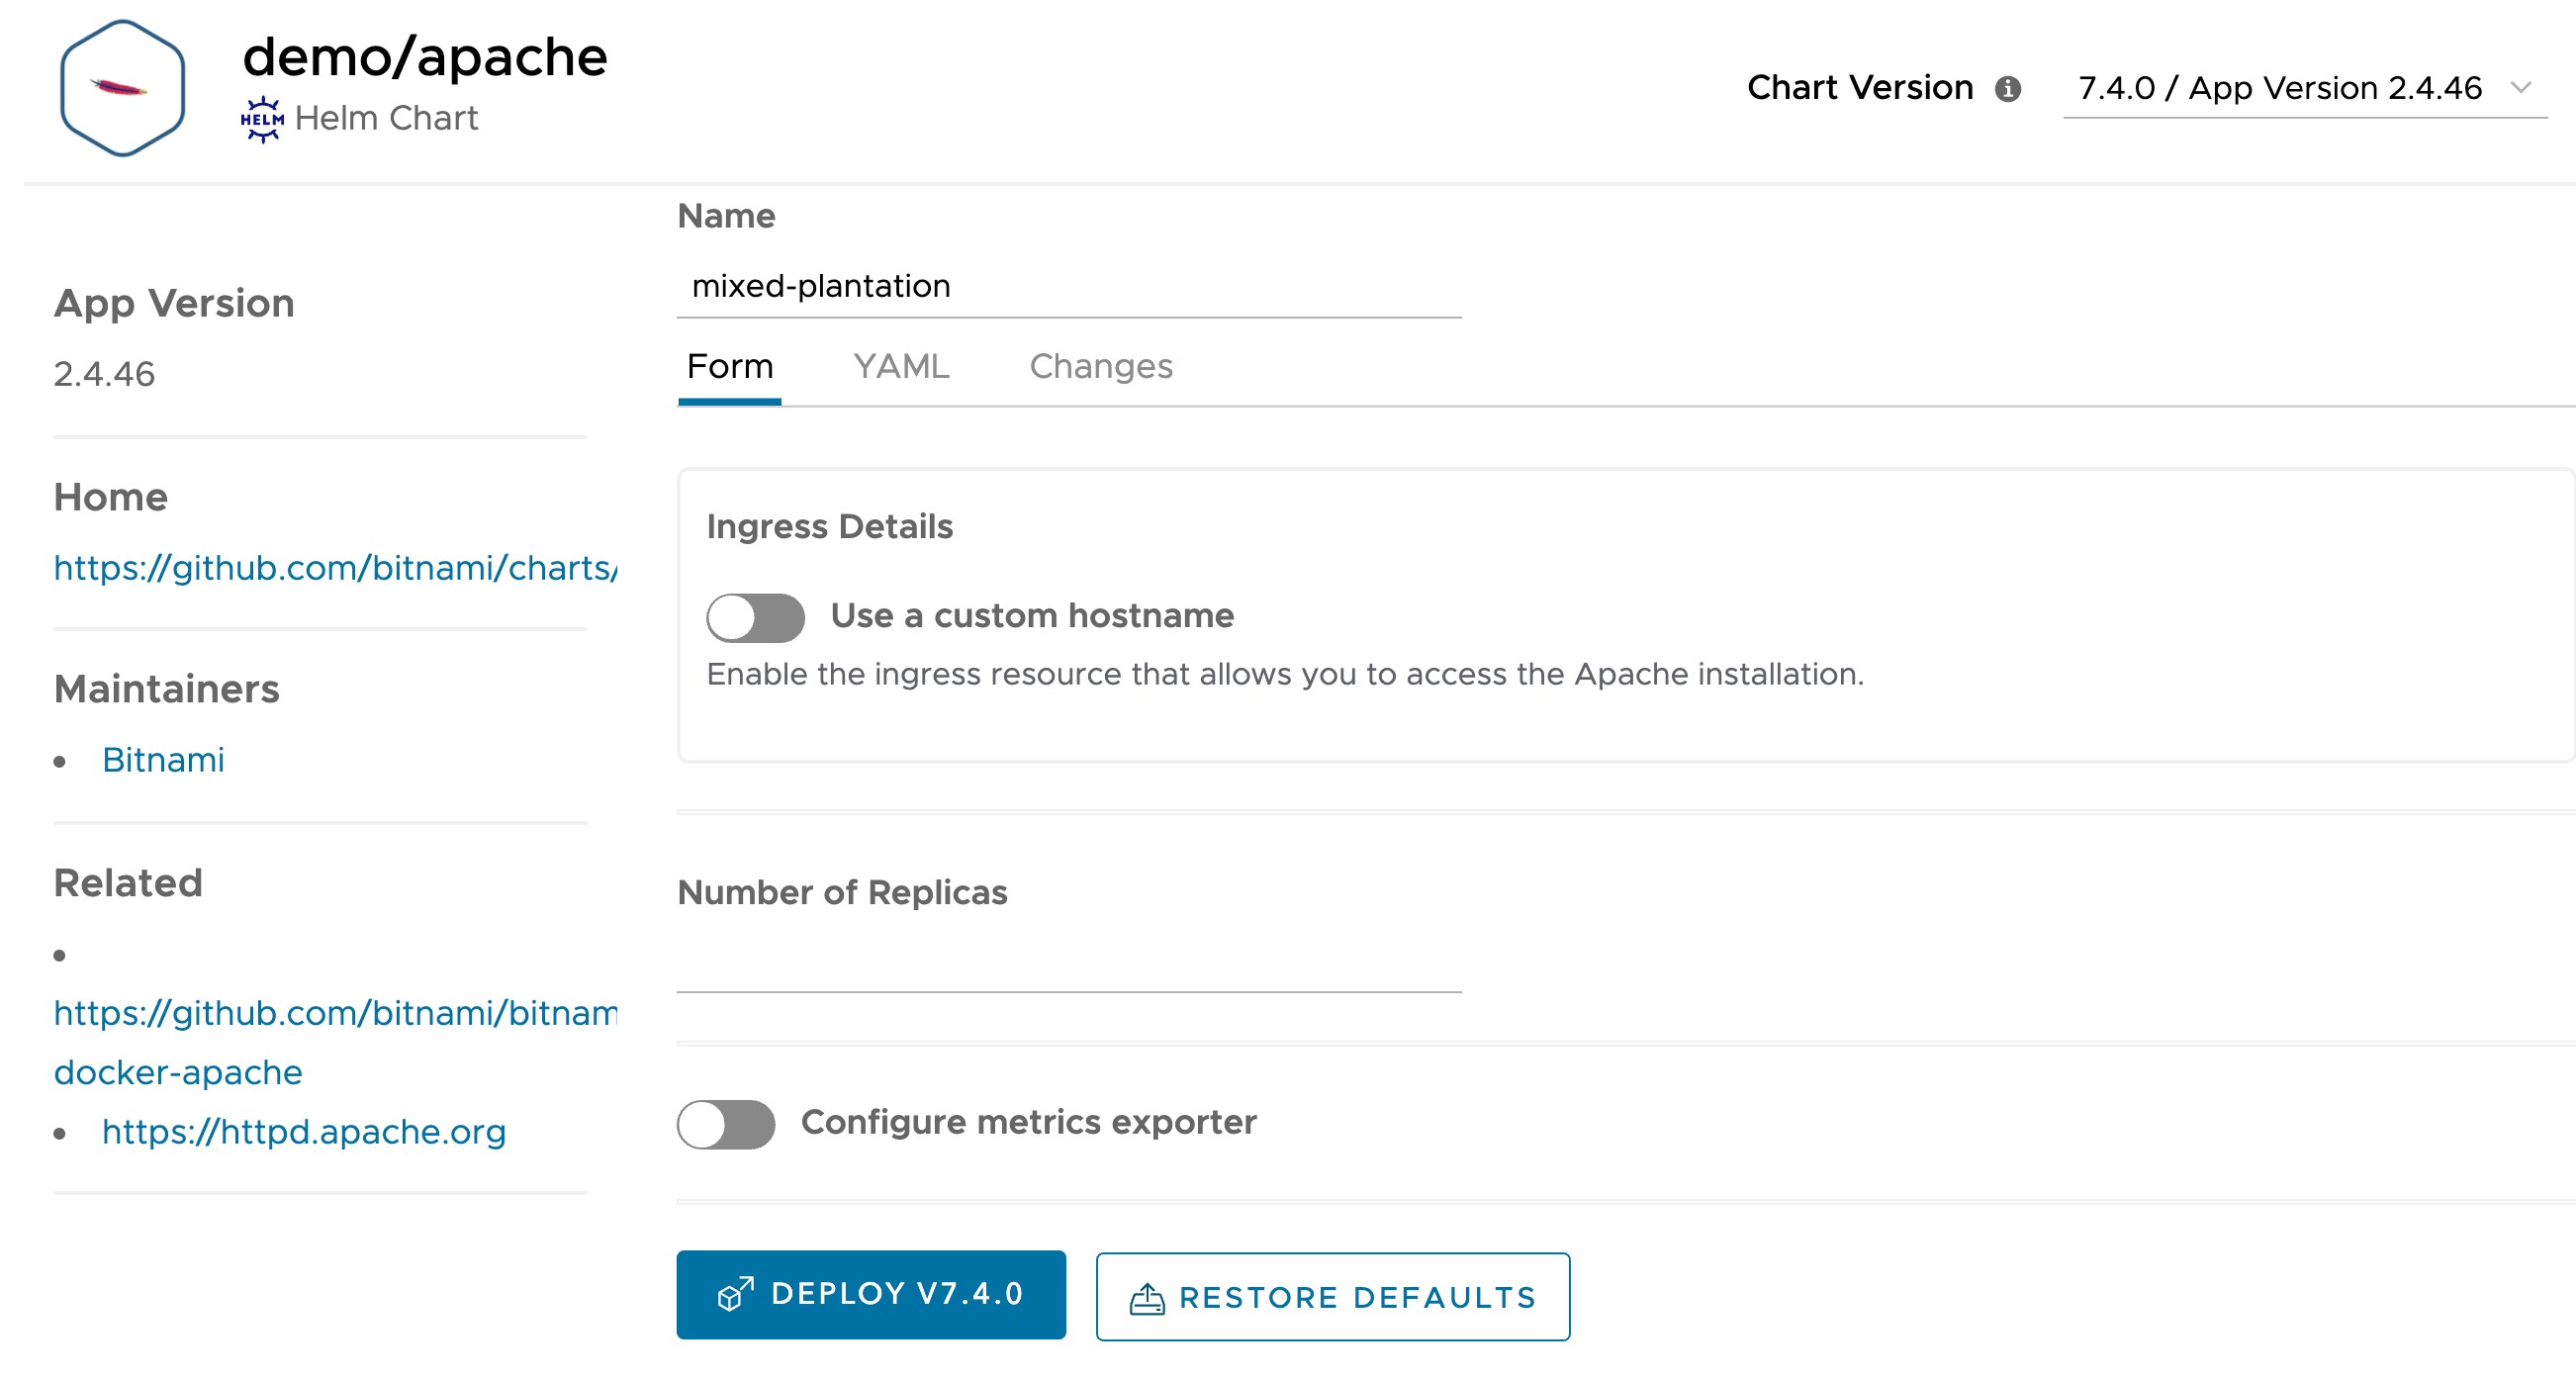 demo/apache
HELM Helm Chart
Chart Version 7.4.0 / App Version 2.4.46
App Version
2.4.46
Home
https://github.com/bitnami/charts/
Maintainers
Bitnami
Related
https://github.com/bitnami/bitnam
docker-apache
https://httpd.apache.org
Name
mixed-plantation
Form YAML Changes
Ingress Details
Use a custom hostname
Enable the ingress resource that allows you to access the Apache installation.
Number of Replicas
Configure metrics exporter
DEPLOY V7.4.0 RESTORE DEFAULTS